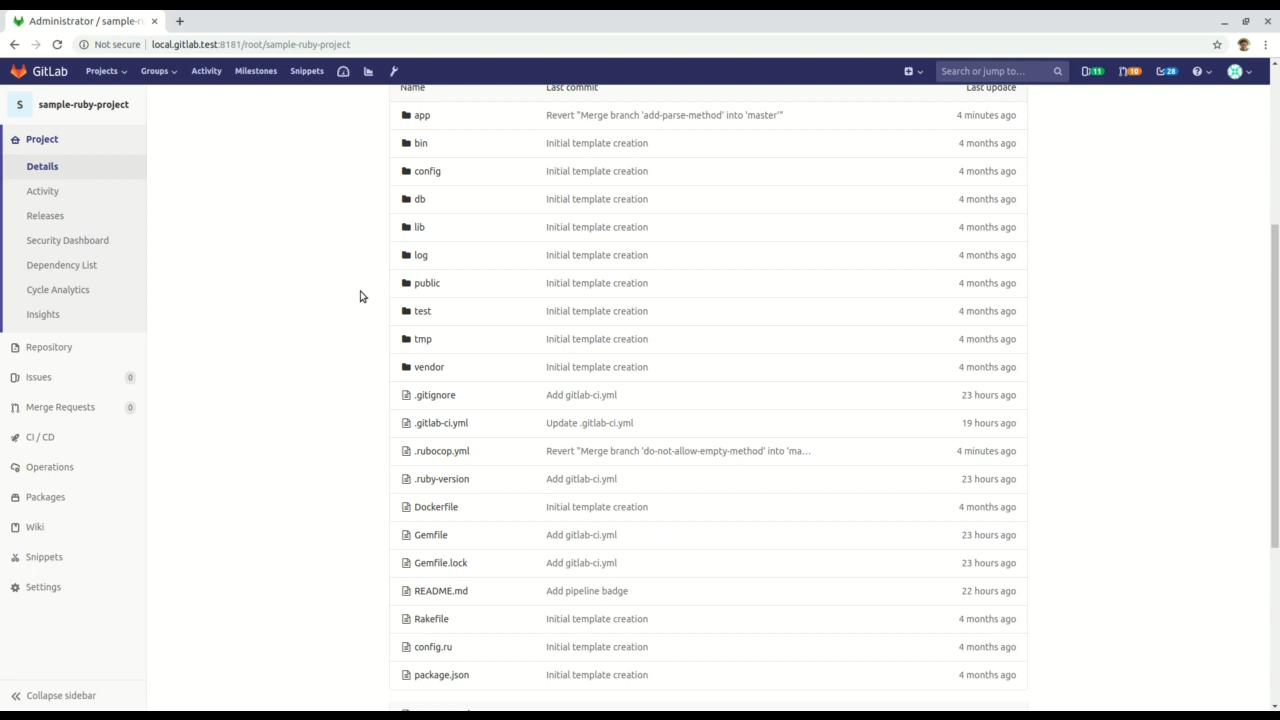 Administrator / sample-ru
Not secure | local.gitlab.test:8181/root/sample-ruby-project
GitLab Projects Groups Activity Milestones Snippets Search or jump to… 11 10 28
S sample-ruby-project
Project
Details
Activity
Releases
Security Dashboard
Dependency List
Cycle Analytics
Insights
Repository
Issues 0
Merge Requests 0
CI / CD
Operations
Packages
Wiki
Snippets
Settings
Collapse sidebar
Name Last commit Last update
app Revert "Merge branch 'add-parse-method' into 'master'" 4 minutes ago
bin Initial template creation 4 months ago
config Initial template creation 4 months ago
db Initial template creation 4 months ago
lib Initial template creation 4 months ago
log Initial template creation 4 months ago
public Initial template creation 4 months ago
test Initial template creation 4 months ago
tmp Initial template creation 4 months ago
vendor Initial template creation 4 months ago
.gitignore Add gitlab-ci.yml 23 hours ago
.gitlab-ci.yml Update .gitlab-ci.yml 19 hours ago
.rubocop.yml Revert "Merge branch 'do-not-allow-empty-method' into 'ma… 4 minutes ago
.ruby-version Add gitlab-ci.yml 23 hours ago
Dockerfile Initial template creation 4 months ago
Gemfile Add gitlab-ci.yml 23 hours ago
Gemfile.lock Add gitlab-ci.yml 23 hours ago
README.md Add pipeline badge 22 hours ago
Rakefile Initial template creation 4 months ago
config.ru Initial template creation 4 months ago
package.json Initial template creation 4 months ago